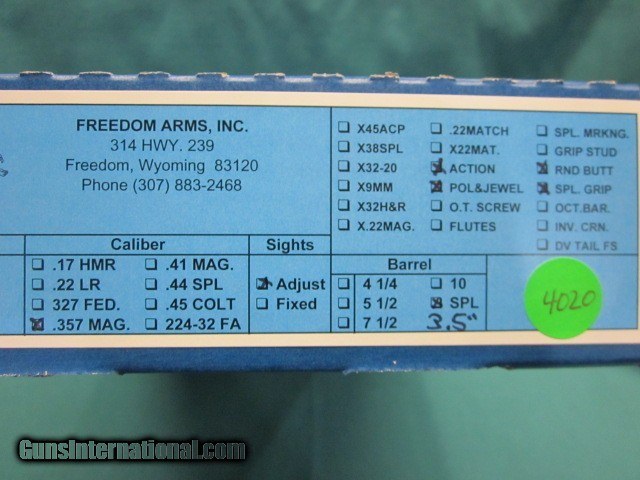 FREEDOM ARMS, INC.
314 HWY. 239
Freedom, Wyoming 83120
Phone (307) 883-2468
X45ACP .22MATCH SPL. MRKNG.
X38SPL X22MAT. GRIP STUD
X32-20 ACTION RND BUTT
X9MM POL&JEWEL SPL. GRIP
X32H&R O.T. SCREW OCT.BAR.
X.22MAG. FLUTES INV. CRN.
DV TAIL FS
Caliber Sights
.17 HMR .41 MAG.
.22 LR .44 SPL Adjust
327 FED. .45 COLT Fixed
.357 MAG. 224-32 FA
Barrel
4 1/4 10
5 1/2 SPL
7 1/2 3.5"
4020
GunsInternational.com